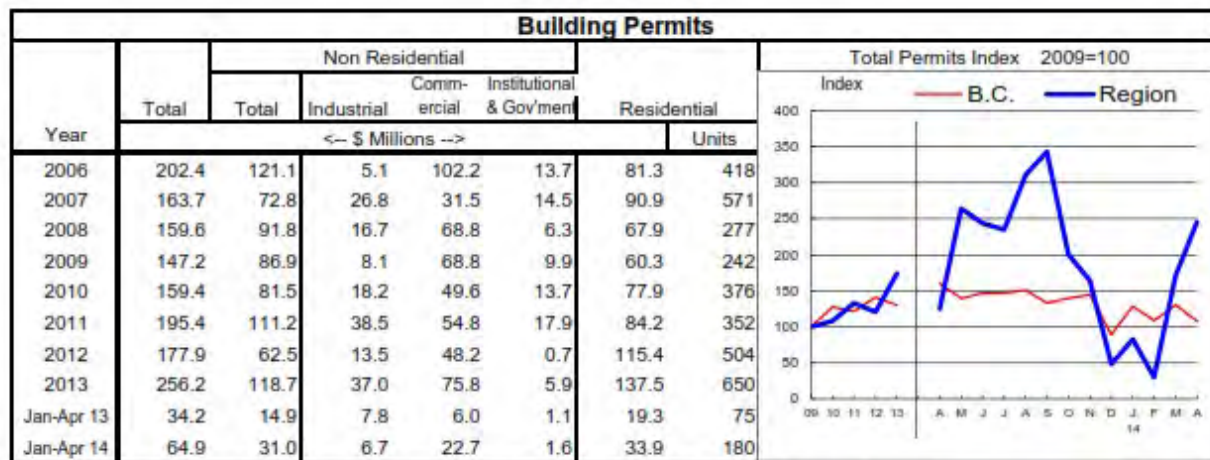 Building Permits
Non Residential
Total Permits Index 2009=100
Comm- Institutional
Total Total Industrial ercial & Gov'ment Residential
Year <-- $ Millions --> Units
2006 202.4 121.1 5.1 102.2 13.7 81.3 418
2007 163.7 72.8 26.8 31.5 14.5 90.9 571
2008 159.6 91.8 16.7 68.8 6.3 67.9 277
2009 147.2 86.9 8.1 68.8 9.9 60.3 242
2010 159.4 81.5 18.2 49.6 13.7 77.9 376
2011 195.4 111.2 38.5 54.8 17.9 84.2 352
2012 177.9 62.5 13.5 48.2 0.7 115.4 504
2013 256.2 118.7 37.0 75.8 5.9 137.5 650
Jan-Apr 13 34.2 14.9 7.8 6.0 1.1 19.3 75
Jan-Apr 14 64.9 31.0 6.7 22.7 1.6 33.9 180
Index B.C. Region
400
350
300
250
200
150
100
50
0
09 10 11 12 13 A M J J A S O N D J F M A
14